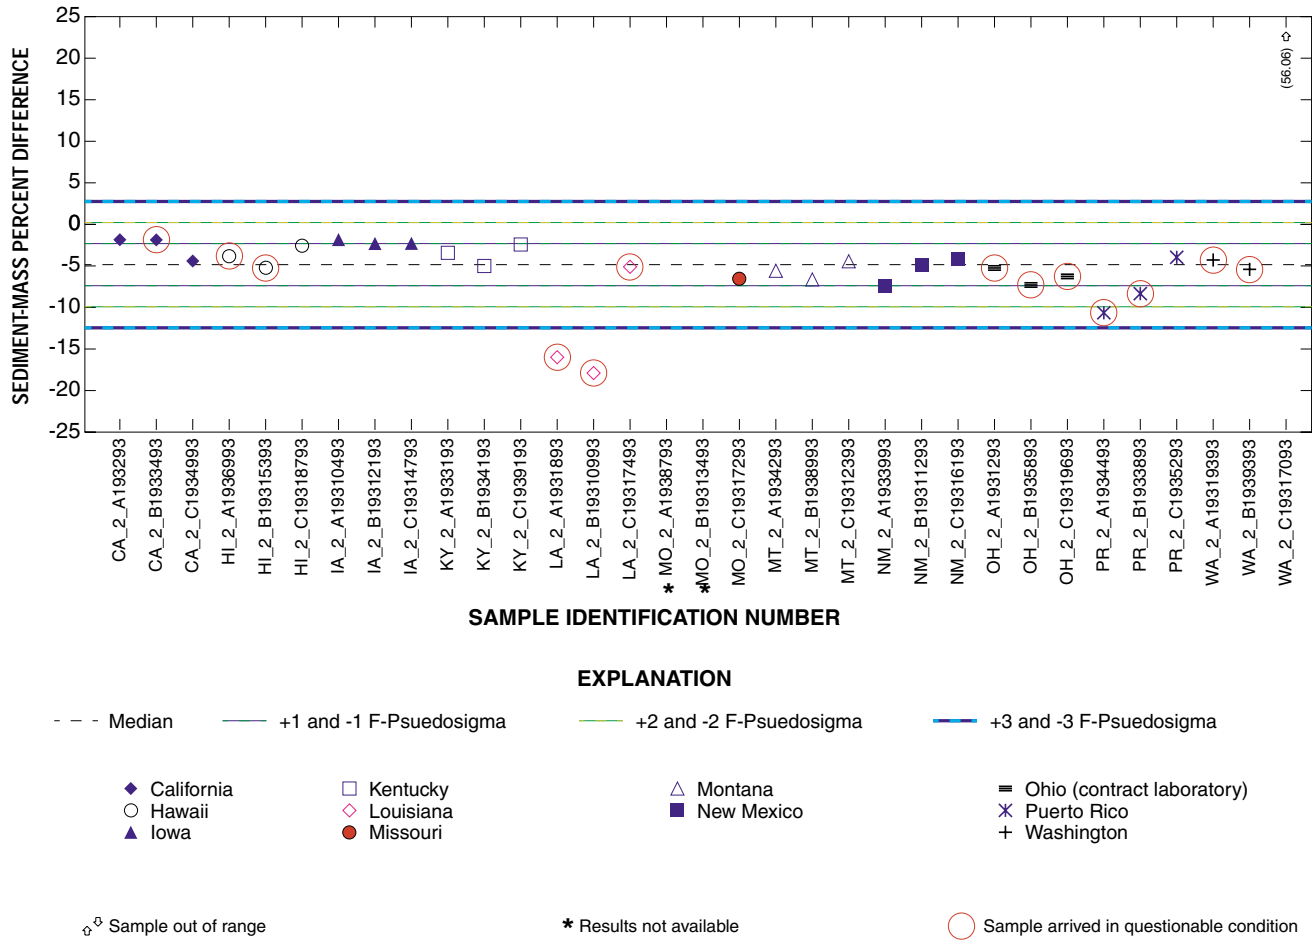 SEDIMENT-MASS PERCENT DIFFERENCE
25
20
15
10
5
0
-5
-10
-15
-20
-25
(56.06)
CA_2_A193293
CA_2_B1933493
CA_2_C1934993
HI_2_A1936993
HI_2_B19315393
HI_2_C19318793
IA_2_A19310493
IA_2_B19312193
IA_2_C19314793
KY_2_A1933193
KY_2_B1934193
KY_2_C1939193
LA_2_A1931893
LA_2_B19310993
LA_2_C19317493
MO_2_A1938793
MO_2_B19313493
MO_2_C19317293
MT_2_A1934293
MT_2_B1938993
MT_2_C19312393
NM_2_A1933993
NM_2_B19311293
NM_2_C19316193
OH_2_A1931293
OH_2_B1935893
OH_2_C19319693
PR_2_A1934493
PR_2_B1933893
PR_2_C1935293
WA_2_A19319393
WA_2_B1939393
WA_2_C19317093
* *
SAMPLE IDENTIFICATION NUMBER
EXPLANATION
Median +1 and -1 F-Psuedosigma +2 and -2 F-Psuedosigma +3 and -3 F-Psuedosigma
California Kentucky Montana Ohio (contract laboratory)
Hawaii Louisiana New Mexico Puerto Rico
Iowa Missouri Washington
Sample out of range * Results not available Sample arrived in questionable condition